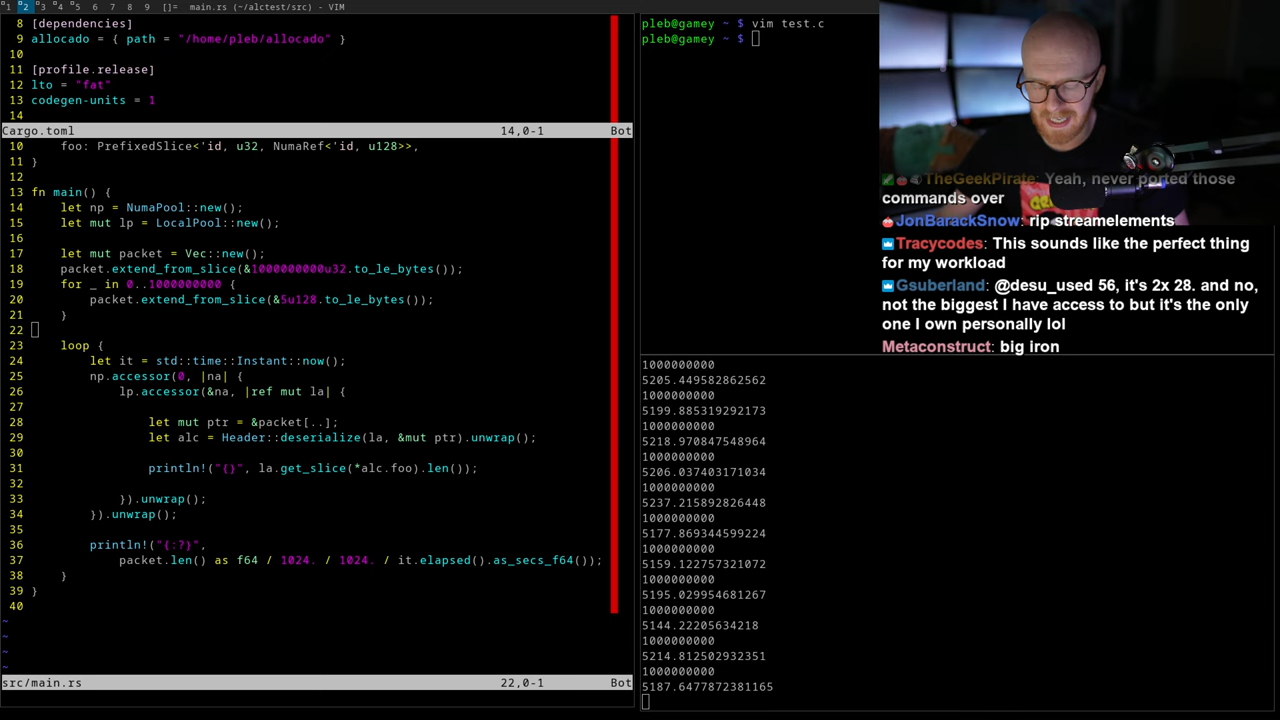 1 2 3 4 5 6 7 8 9 []= main.rs (~/alctest/src) - VIM
8 [dependencies]
9 allocado = { path = "/home/pleb/allocado" }
10
11 [profile.release]
12 lto = "fat"
13 codegen-units = 1
14
Cargo.toml 14,0-1 Bot
10 foo: PrefixedSlice<'id, u32, NumaRef<'id, u128>>,
11 }
12
13 fn main() {
14 let np = NumaPool::new();
15 let mut lp = LocalPool::new();
16
17 let mut packet = Vec::new();
18 packet.extend_from_slice(&1000000000u32.to_le_bytes());
19 for _ in 0..1000000000 {
20 packet.extend_from_slice(&5u128.to_le_bytes());
21 }
22
23 loop {
24 let it = std::time::Instant::now();
25 np.accessor(0, |na| {
26 lp.accessor(&na, |ref mut la| {
27
28 let mut ptr = &packet[..];
29 let alc = Header::deserialize(la, &mut ptr).unwrap();
30
31 println!("{}", la.get_slice(*alc.foo).len());
32
33 }).unwrap();
34 }).unwrap();
35
36 println!("{:?}",
37 packet.len() as f64 / 1024. / 1024. / it.elapsed().as_secs_f64());
38 }
39 }
40
~
~
~
~
src/main.rs 22,0-1 Bot
pleb@gamey ~ $ vim test.c
pleb@gamey ~ $
TheGeekPirate: Yeah, never ported those
commands over
JonBarackSnow: rip streamelements
Tracycodes: This sounds like the perfect thing
for my workload
Gsuberland: @desu_used 56, it's 2x 28. and no,
not the biggest I have access to but it's the only
one I own personally lol
Metaconstruct: big iron
1000000000
5205.449582862562
1000000000
5199.885319292173
1000000000
5218.970847548964
1000000000
5206.037403171034
1000000000
5237.215892826448
1000000000
5177.869344599224
1000000000
5159.122757321072
1000000000
5195.029954681267
1000000000
5144.22205634218
1000000000
5214.812502932351
1000000000
5187.6477872381165